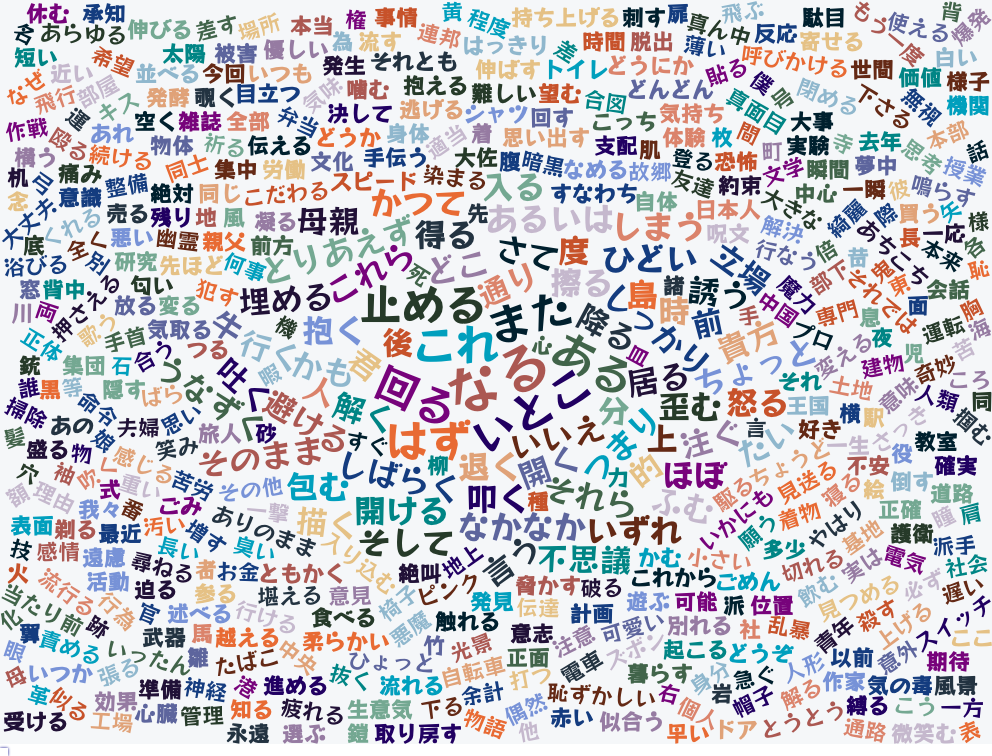 休む 承知 伸びる 差す 場所 本当 権 事情 黄 程度 持ち上げる 刺す 扉 飛ぶ もう一度 使える 背 爆発
今 あらゆる 太陽 被害 優しい 為 流す 連邦 はっきり 差 時間 脱出 薄い 真ん中 反応 駄目 寄せる 白い
短い 希望 並べる 今回 いつも 発生 それとも 伸ばす トイレ どうにか 貼る 呼びかける 世間 価値 様子
なぜ 近い 部屋 発酵 覗く 目立つ 気味 噛む 抱える 難しい 望む 合図 どんどん 僕 閉める 下さる 無視 機関
飛行 キス 運 空く 雑誌 全部 弁当 決して 逃げる シャツ 回す こっち 気持ち 真面目 大事 本部
作戦 殴る あれ 物体 祈る 伝える どうか 身体 適当 着 思い出す 支配 肌 体験 枚 間 実験 寺 去年 思考 話
横う 続ける 同士 集中 労働 文化 手伝う 大佐 腹 暗黒 なめる 故郷 登る 恐怖 町 文学 瞬間 夢中 授業
机 弓 痛み 意識 整備 絶対 同じ こだわる スピード 染まる 入る すなわち 自体 友達 約束 大きな 中心 一瞬 彼 鳴らす
念 大丈夫 くれる 売る 残り 地 風 凝る 母親 かつて 先 あるいは しまう 日本人 呪文 解決 綺麗 買う 矢 様
底 全く 悪い 幽霊 親父 前方 とりあえず 得る さて 度 ひどい 立場 行なう 倍 あちこち 長 一応 各
浴びる 別 研究 先ほど 何事 これら 死 どこ 通り 擦る しっかり 島 諸 誘う 魔力 部下 苗 鬼 本来 恥
窓 背中 匂い 犯す 埋める 止める また 降る 時 前 手 中国 専門 それでは 車 面 会話
川 両 押さえる 放る 変る 機 抱く 後 これ 心 ある 目 貴方 プロ 息 運転 胸
正体 歌う 手首 気取る 牛 行く かも 君 な る 居る ちょっと 変える 夜 児 苦 海
銃 集団 石 合う つる うなずく 吐く 暇 人 回る いとこ 分 歪む 怒る それ 王国 土地 建物 奇妙 ころ
誰 黒 等 隠す ばら 避ける 解く はず いいえ まり 上 注ぐ 言 好き 横 駅 意味 人類 同
掃除 あの 命令 娘 夫婦 思い 旅人 砂 そのまま すぐ 柳 退く 開く つ 力 的 ほぼ だい 一生 さっき 役 教室 掴む
髪 盛る 物 感じる 笑み しばらく 叩く 種 それら ふむ 駆る ちょうど 見送る 不安 確実
穴 袖 めく 式 重い 苦労 その他 包む 開ける いかにも 着物 寝る 絵 倒す 道路
額 理由 我々 番 ごみ 一撃 描く なかなか いずれ 願う 多少 やはり 正確 瞳 肩
表面 剃る 最近 汚い 増す ありのまま 入り込む そして 言う 不思議 かむ 小さい 切れる 基地 護衛 派手
技 感情 遠慮 長い 臭い 絶叫 地上 これから ごめん 実は 電気 社会
火 流行る 活動 尋ねる 者 お金 ともかく 椅子 ピンク 脅かす 破る 飲む 見つめる 必ず 遅い
化 当たり前 行為 迫る 参る 堪える 意見 発見 伝達 遊ぶ 可能 派 位置 スイッチ
翼 跡 官 述べる 行ける 食べる 悪魔 触れる 計画 可愛い 別れる 社 乱暴 青年 殺す 上げる ここ
眼 責める 武器 馬 越える 柔らかい 竹 光景 意志 注意 ズボン 起こる どうぞ 意外 期待
母 いつか 張る いったん 雛 たばこ 中央 ひょっと 自転車 正面 電車 暮らす 身分 急ぐ 人形 以前
革 似る 効果 準備 神経 港 進める 抜く 流れる 打つ 余計 恥ずかしい 右 岩 帽子 解る 作家 気の毒 風景
受ける 工場 心臓 管理 知る 疲れる 生意気 下る 物語 偶然 赤い 似合う 個人 とうとう 縛る こう 一方
永遠 選ぶ 鏡 取り戻す 他 早い ドア 通路 微笑む 表